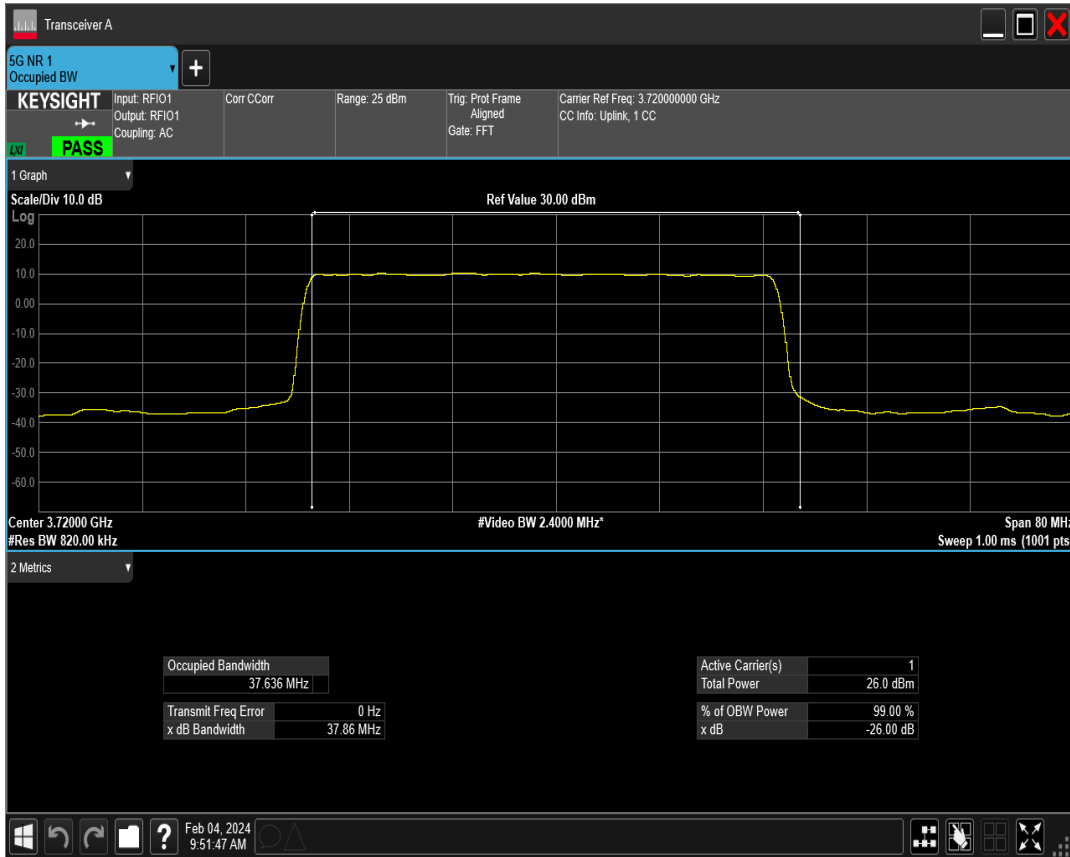 Transceiver A
5G NR 1
Occupied BW
KEYSIGHT
LXI
PASS
Input: RFIO1
Output: RFIO1
Coupling: AC
Corr CCorr
Range: 25 dBm
Trig: Prot Frame
Aligned
Gate: FFT
Carrier Ref Freq: 3.720000000 GHz
CC Info: Uplink, 1 CC
1 Graph
Scale/Div 10.0 dB
Ref Value 30.00 dBm
Log
20.0
10.0
0.00
-10.0
-20.0
-30.0
-40.0
-50.0
-60.0
Center 3.72000 GHz
#Video BW 2.4000 MHz*
Span 80 MHz
#Res BW 820.00 kHz
Sweep 1.00 ms (1001 pts
2 Metrics
Occupied Bandwidth
37.636 MHz
Transmit Freq Error 0 Hz
x dB Bandwidth 37.86 MHz
Active Carrier(s) 1
Total Power 26.0 dBm
% of OBW Power 99.00 %
x dB -26.00 dB
?
Feb 04, 2024
9:51:47 AM